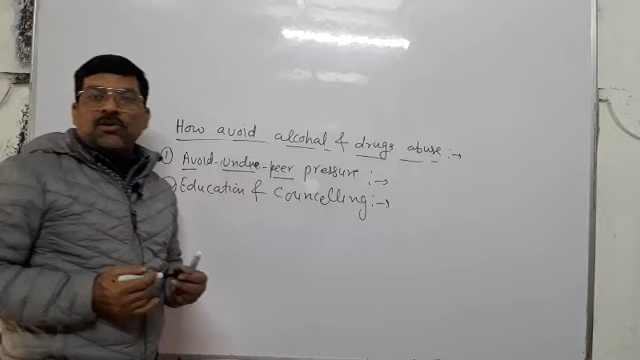 How avoid alcohal & drugs abuse :→
① Avoid-undue-peer pressure :→
② Education & Councelling :→